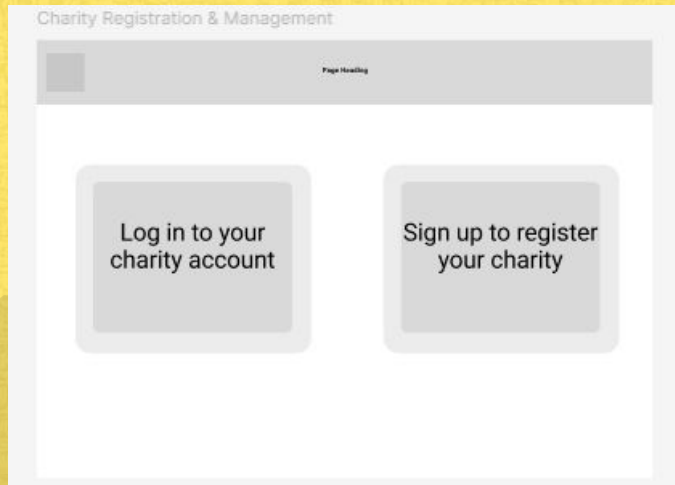 Charity Registration & Management
Page Heading
Log in to your
charity account
Sign up to register
your charity